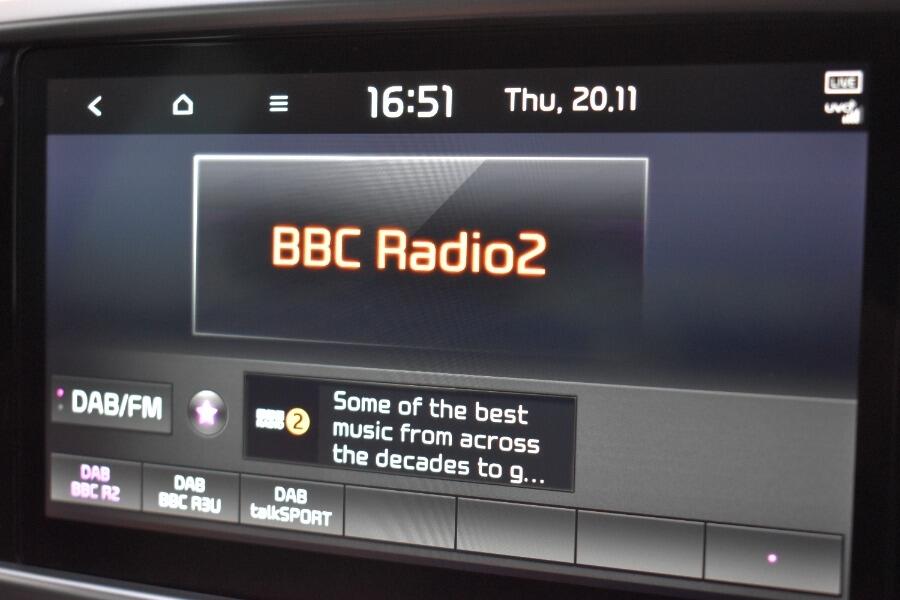 16:51 Thu, 20.11
LIVE
UVO
BBC Radio2
DAB/FM
2
Some of the best
music from across
the decades to g...
DAB
BBC R2
DAB
BBC R3U
DAB
talkSPORT